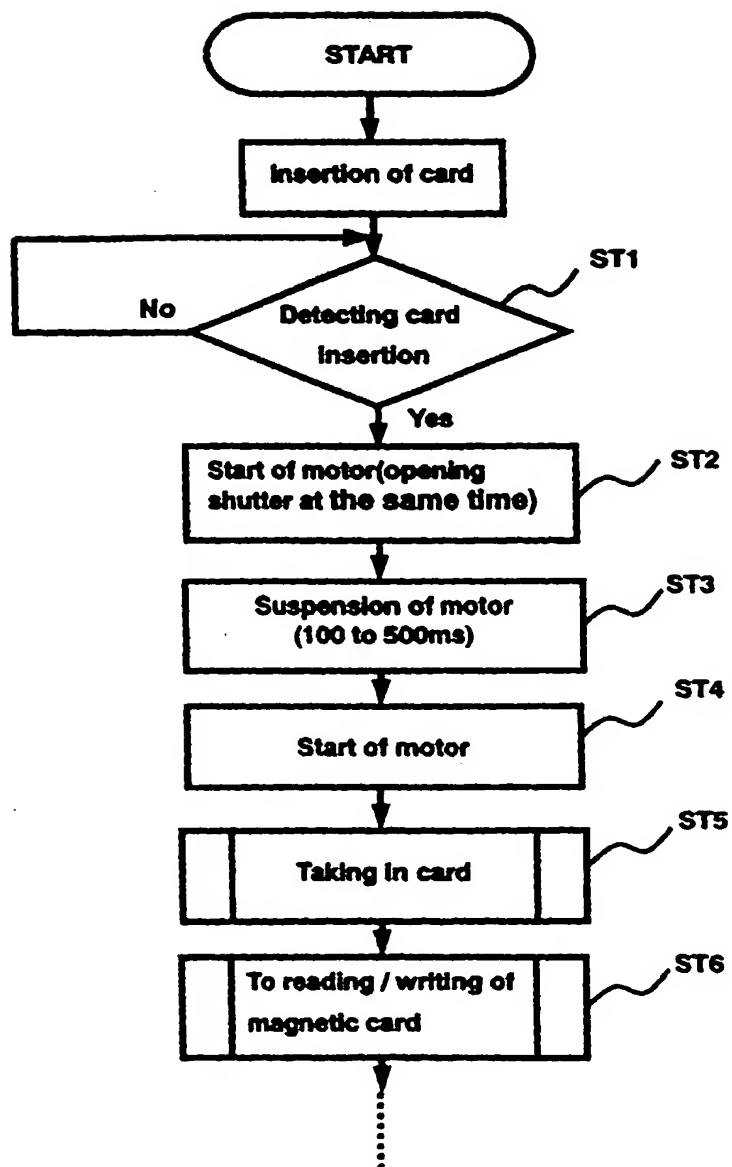 START
Insertion of card
ST1
No
Detecting card
insertion
Yes
Start of motor(opening
shutter at the same time)
ST2
Suspension of motor
(100 to 500ms)
ST3
ST4
Start of motor
ST5
Taking in card
To reading / writing of
magnetic card
ST6